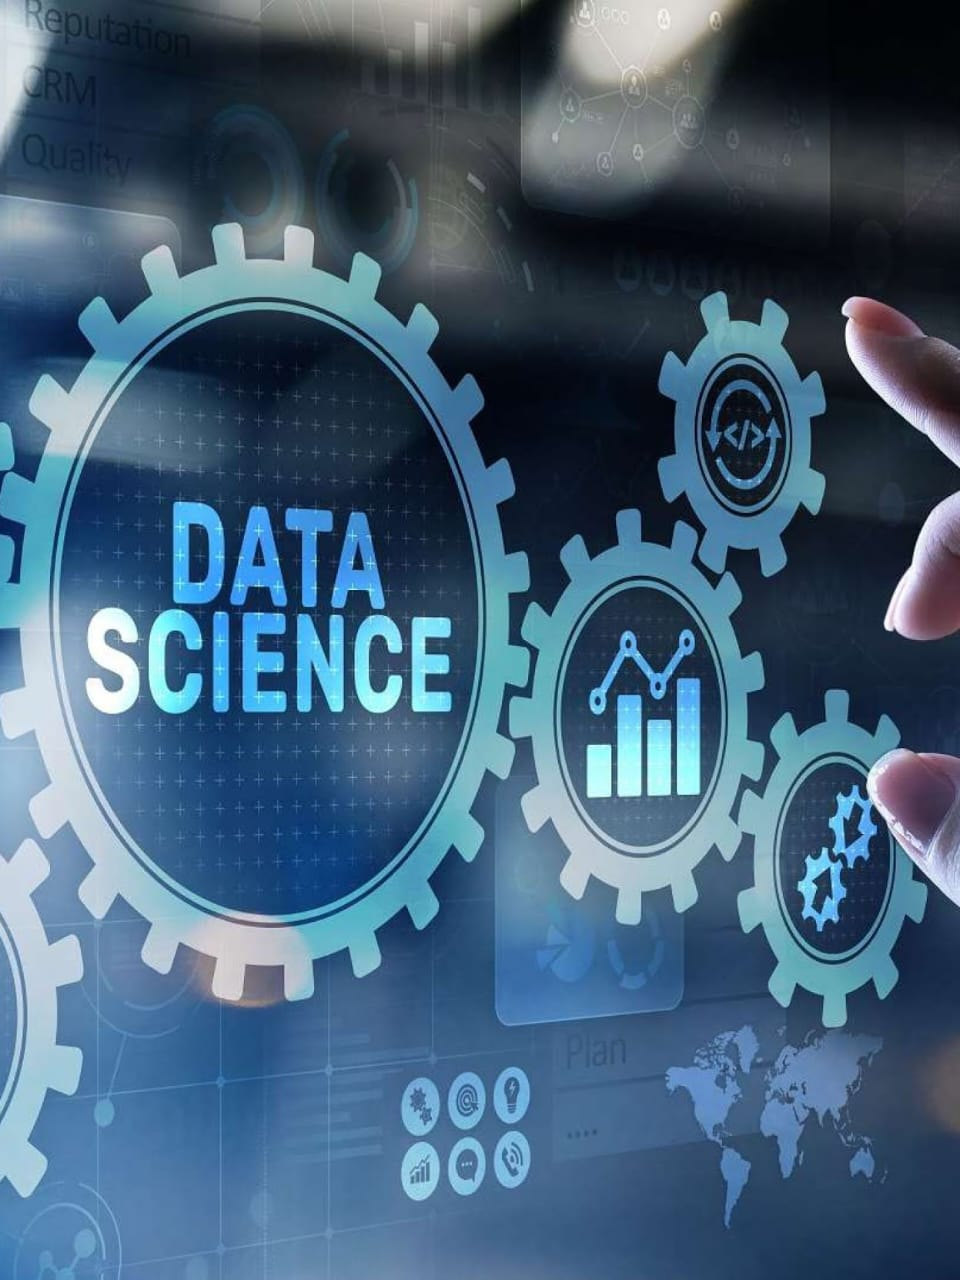 Reputation
CRM
Quality
DATA
SCIENCE
</>
Plan